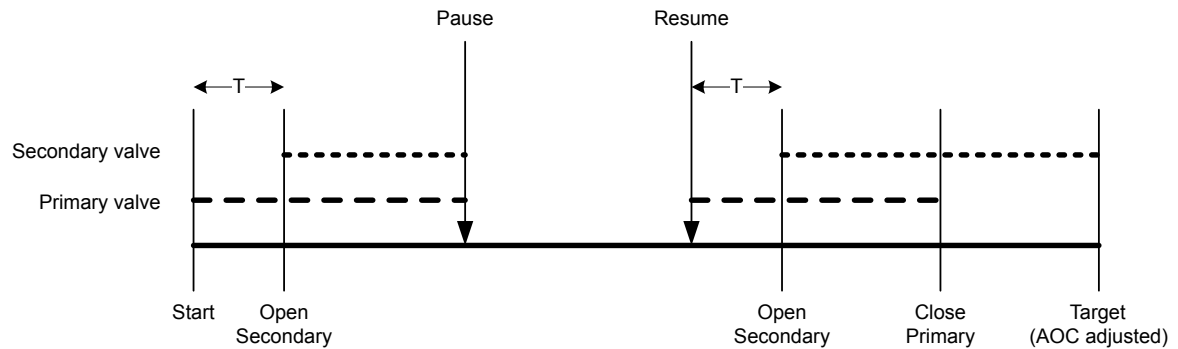 Pause
Resume
T
T
Secondary valve
Primary valve
Start
Open
Secondary
Open
Secondary
Close
Primary
Target
(AOC adjusted)